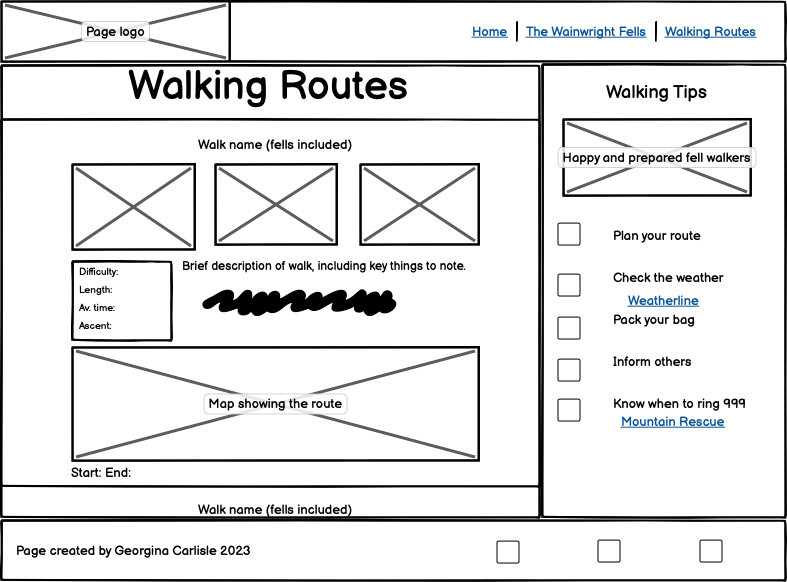 Page logo
Home
The Wainwright Fells
Walking Routes
Walking Routes
Walk name (fells included)
Difficulty:
Length:
Av. time:
Ascent:
Brief description of walk, including key things to note.
Map showing the route
Start: End:
Walk name (fells included)
Walking Tips
Happy and prepared fell walkers
Plan your route
Check the weather
Weatherline
Pack your bag
Inform others
Know when to ring 999
Mountain Rescue
Page created by Georgina Carlisle 2023